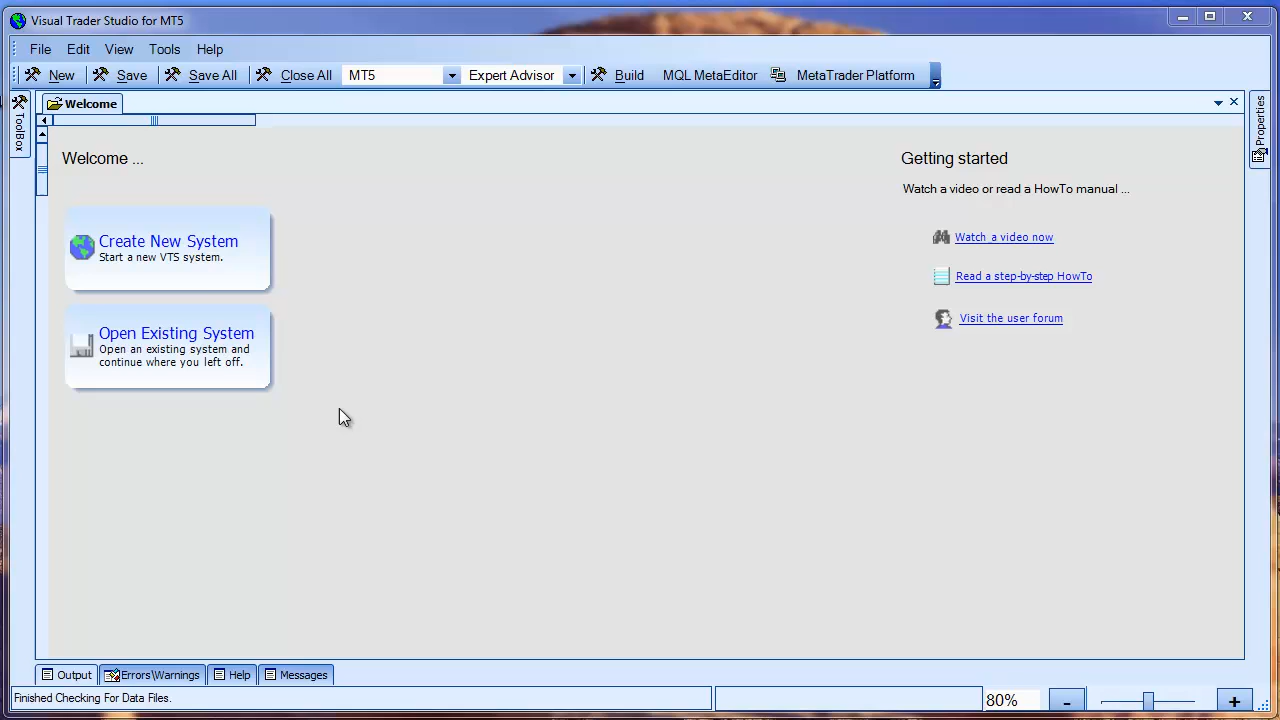 Visual Trader Studio for MT5
File Edit View Tools Help
New Save Save All Close All MT5 Expert Advisor Build MQL MetaEditor MetaTrader Platform
ToolBox
Welcome
Properties
Welcome ...
Getting started
Watch a video or read a HowTo manual ...
Create New System
Start a new VTS system.
Watch a video now
Read a step-by-step HowTo
Visit the user forum
Open Existing System
Open an existing system and
continue where you left off.
Output Errors\Warnings Help Messages
Finished Checking For Data Files.
80% - +